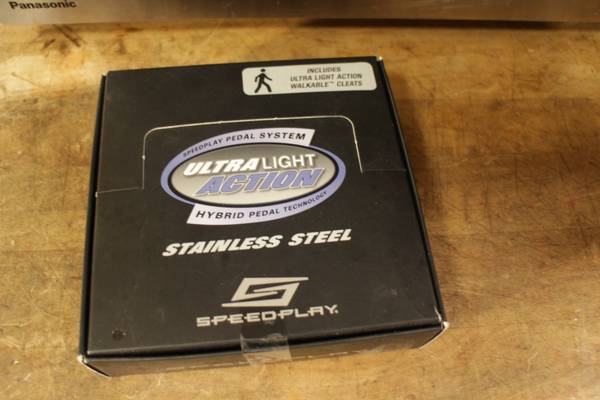 Panasonic
INCLUDES
ULTRA LIGHT ACTION
WALKABLE™ CLEATS
SPEEDPLAY PEDAL SYSTEM
ULTRA LIGHT
ACTION
HYBRID PEDAL TECHNOLOGY
STAINLESS STEEL
SPEEDPLAY.